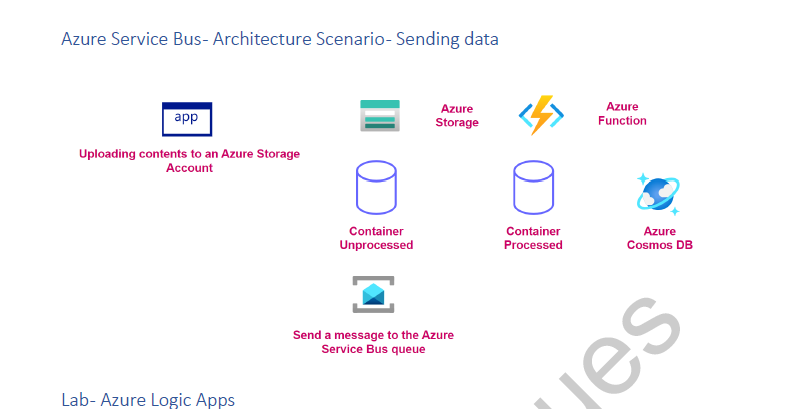 Azure Service Bus- Architecture Scenario- Sending data
app
Azure
Storage
Azure
Function
Uploading contents to an Azure Storage
Account
Container
Unprocessed
Container
Processed
Azure
Cosmos DB
Send a message to the Azure
Service Bus queue
ues
Lab- Azure Logic Apps